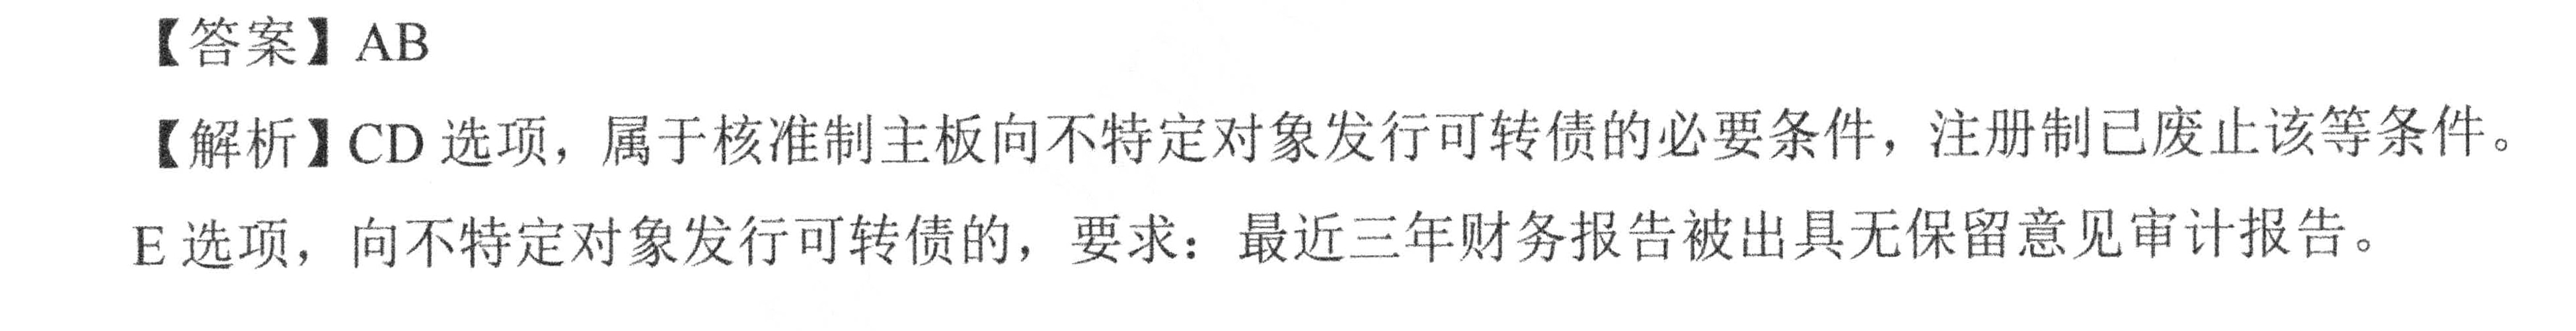 【答案】AB
【解析】CD 选项，属于核准制主板向不特定对象发行可转债的必要条件，注册制已废止该等条件。
E 选项，向不特定对象发行可转债的，要求：最近三年财务报告被出具无保留意见审计报告。